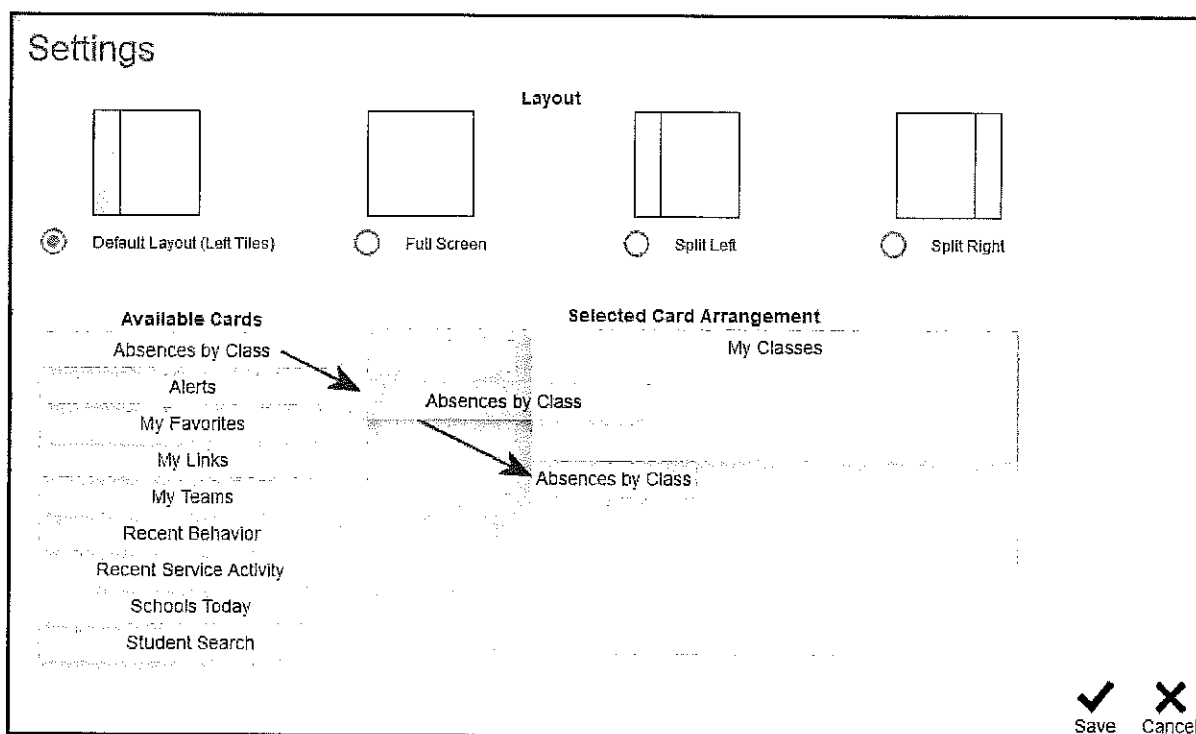 Settings
Layout
Default Layout (Left Tiles)
Full Screen
Split Left
Split Right
Available Cards
Selected Card Arrangement
Absences by Class
Alerts
My Favorites
My Links
My Teams
Recent Behavior
Recent Service Activity
Schools Today
Student Search
Absences by Class
My Classes
Absences by Class
Save
Cancel